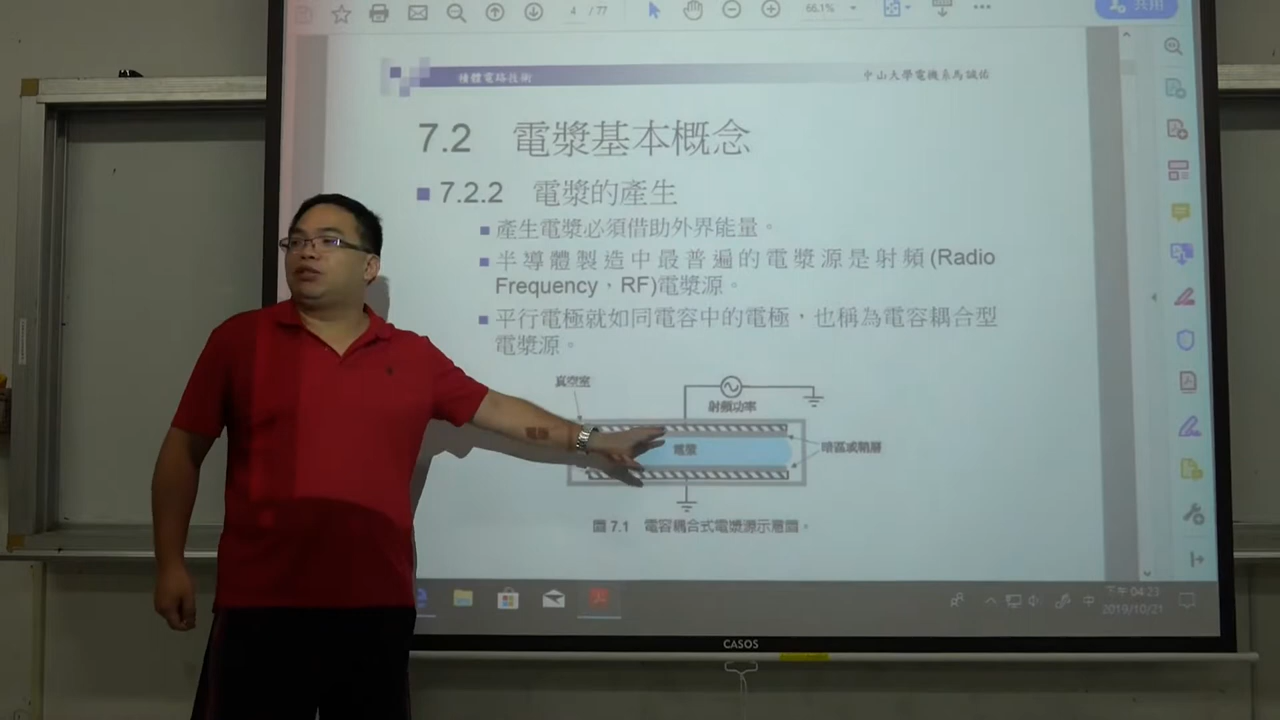 4 / 77
66.1%
共用
積體電路技術
中山大學電機系馬誠佑
7.2 電漿基本概念
7.2.2 電漿的產生
產生電漿必須借助外界能量。
半導體製造中最普遍的電漿源是射頻(Radio
Frequency,RF)電漿源。
平行電極就如同電容中的電極,也稱為電容耦合型
電漿源。
真空室
射頻功率
電漿
暗區或鞘層
圖 7.1 電容耦合式電漿源示意圖。
中
下午 04:23
2019/10/21
CASOS